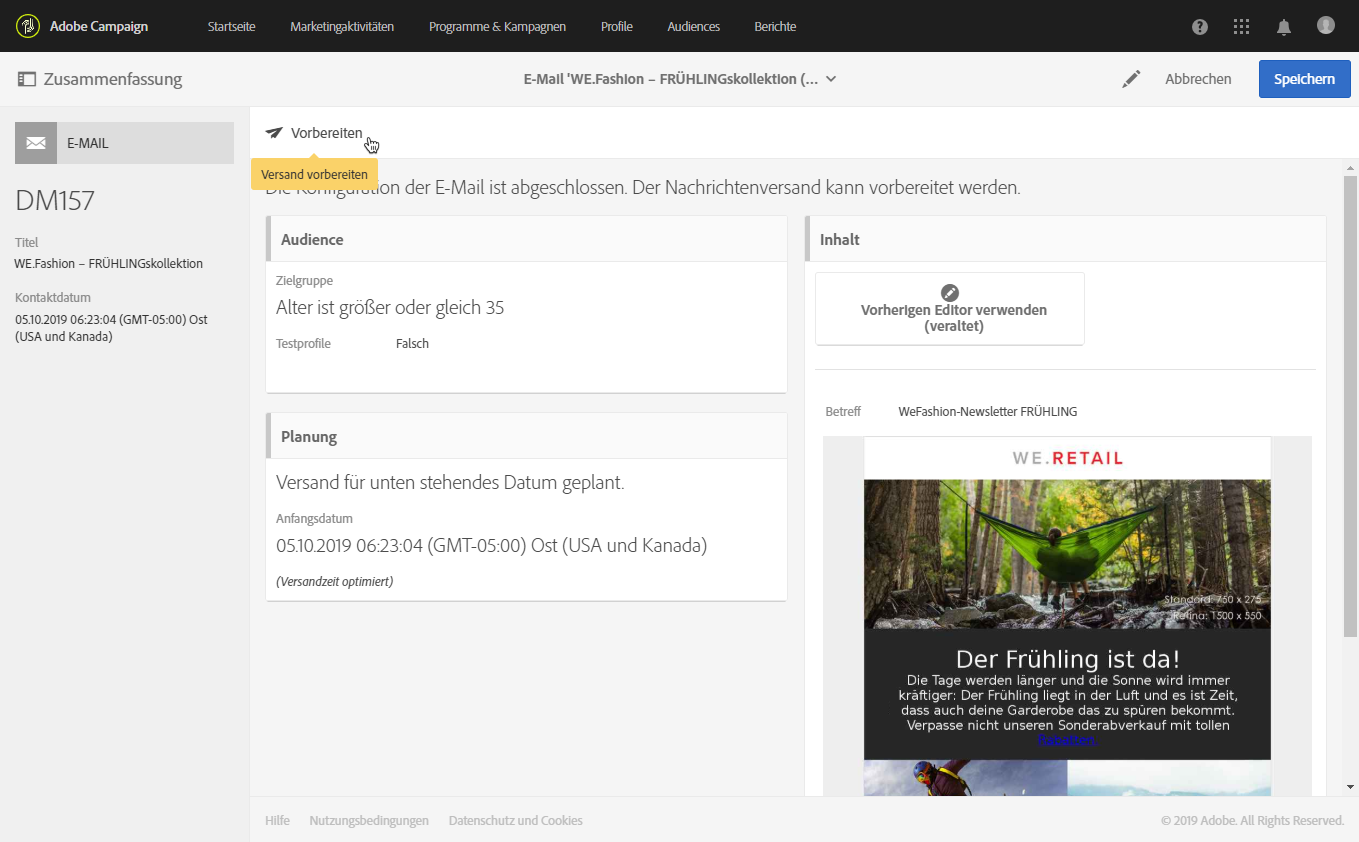 Adobe Campaign
Startseite
Marketingaktivitäten
Programme & Kampagnen
Profile
Audiences
Berichte
Zusammenfassung
E-Mail 'WE.Fashion – FRÜHLINGskollektion (...
Abbrechen
Speichern
E-MAIL
DM157
Titel
WE.Fashion – FRÜHLINGskollektion
Kontaktdatum
05.10.2019 06:23:04 (GMT-05:00) Ost
(USA und Kanada)
Vorbereiten
Versand vorbereiten
Die Konfiguration der E-Mail ist abgeschlossen. Der Nachrichtenversand kann vorbereitet werden.
Audience
Zielgruppe
Alter ist größer oder gleich 35
Testprofile Falsch
Planung
Versand für unten stehendes Datum geplant.
Anfangsdatum
05.10.2019 06:23:04 (GMT-05:00) Ost (USA und Kanada)
(Versandzeit optimiert)
Inhalt
Vorherigen Editor verwenden
(veraltet)
Betreff WeFashion-Newsletter FRÜHLING
WE.RETAIL
Standard: 750 x 275
Retina: 1500 x 550
Der Frühling ist da!
Die Tage werden länger und die Sonne wird immer
kräftiger: Der Frühling liegt in der Luft und es ist Zeit,
dass auch deine Garderobe das zu spüren bekommt.
Verpasse nicht unseren Sonderabverkauf mit tollen
Rabatten.
Hilfe
Nutzungsbedingungen
Datenschutz und Cookies
© 2019 Adobe. All Rights Reserved.